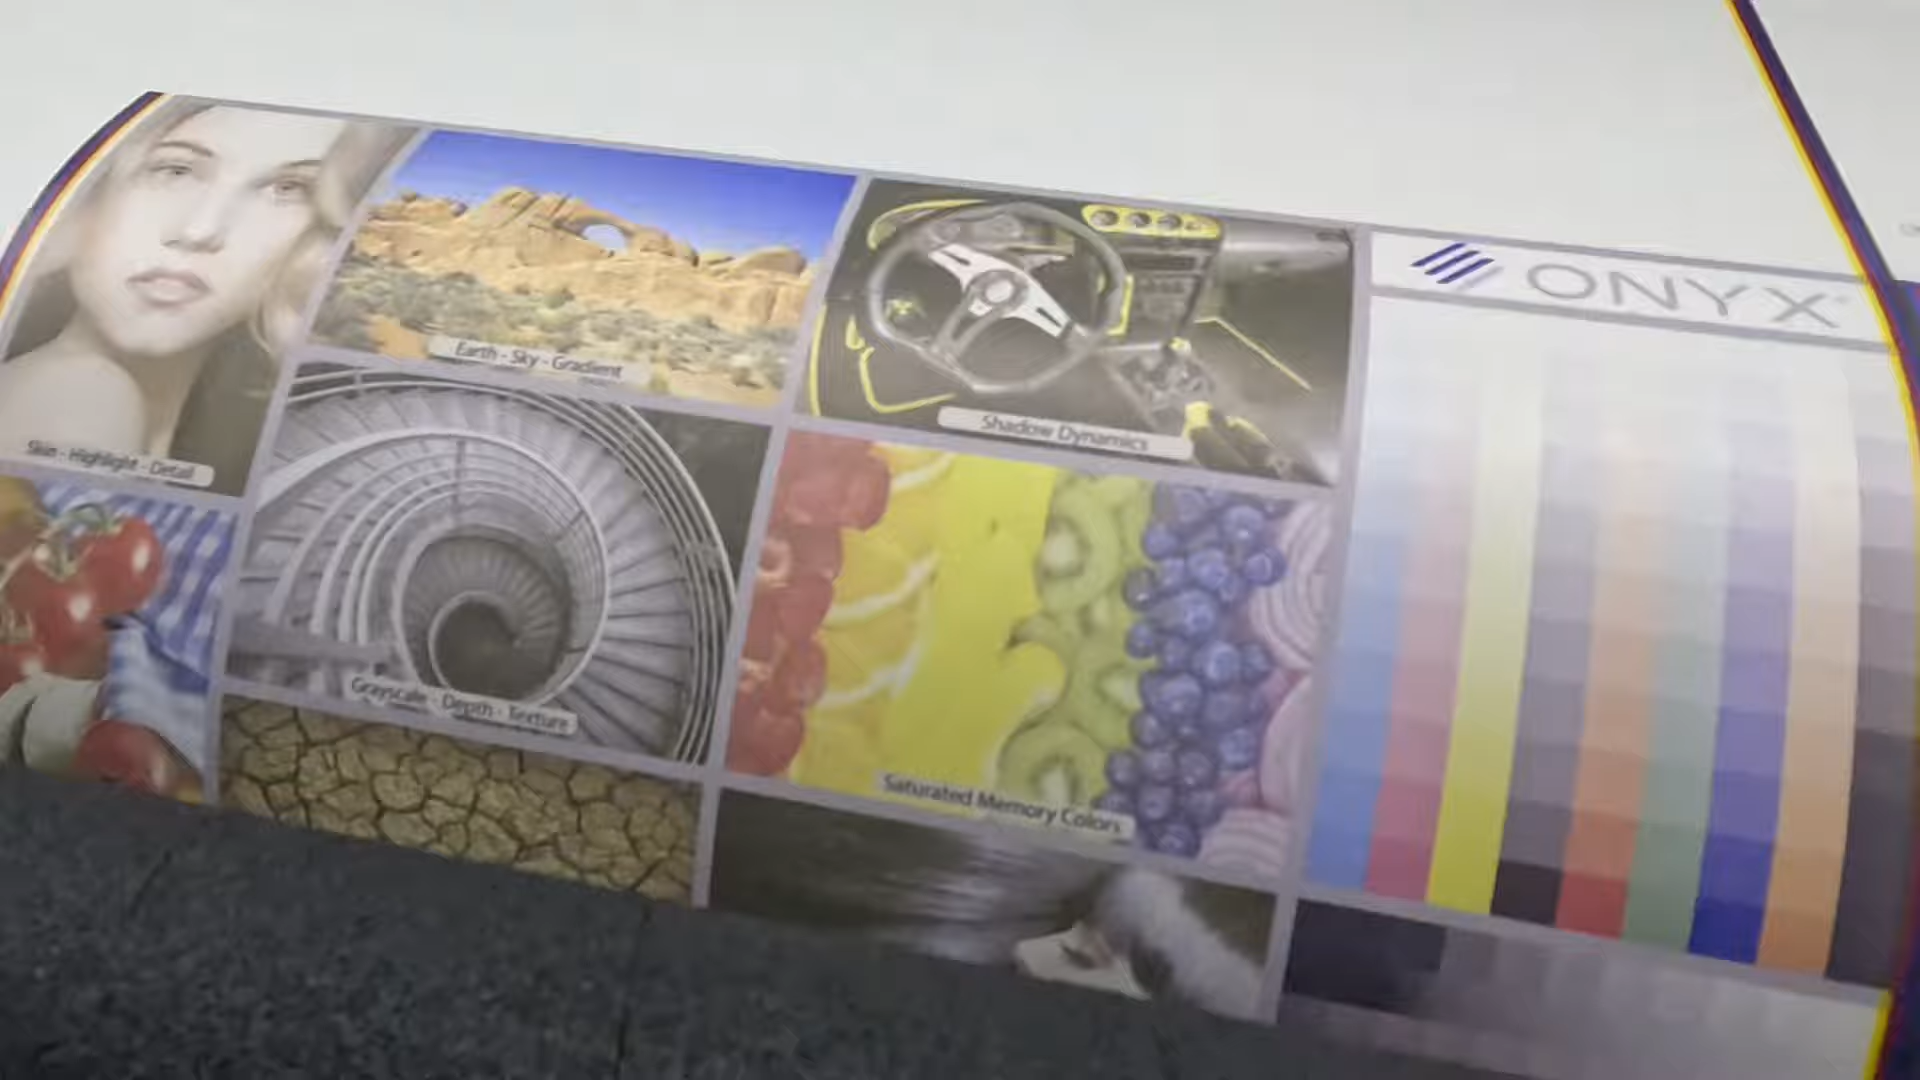 ONYX
Earth - Sky - Gradient
Shadow Dynamics
Skin - Highlight - Detail
Grayscale - Depth - Texture
Saturated Memory Colors